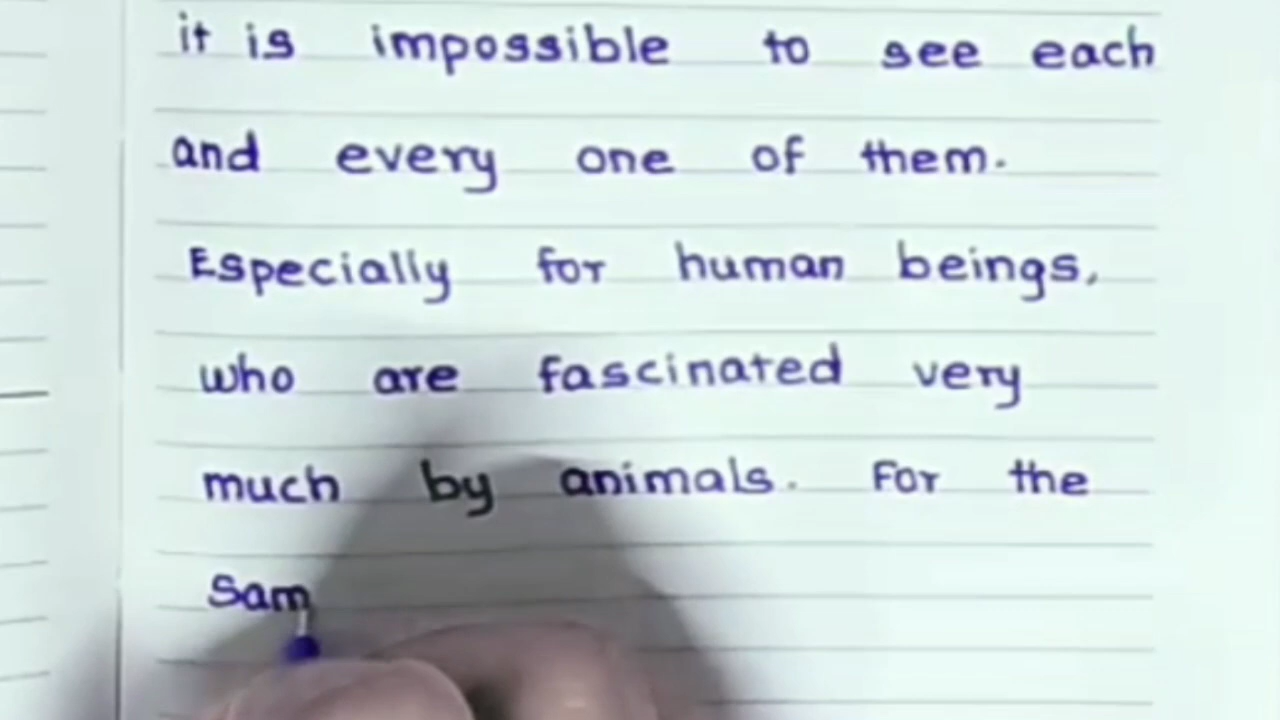 it is impossible to see each
and every one of them.
Especially for human beings,
who are fascinated very
much by animals. For the
Sam